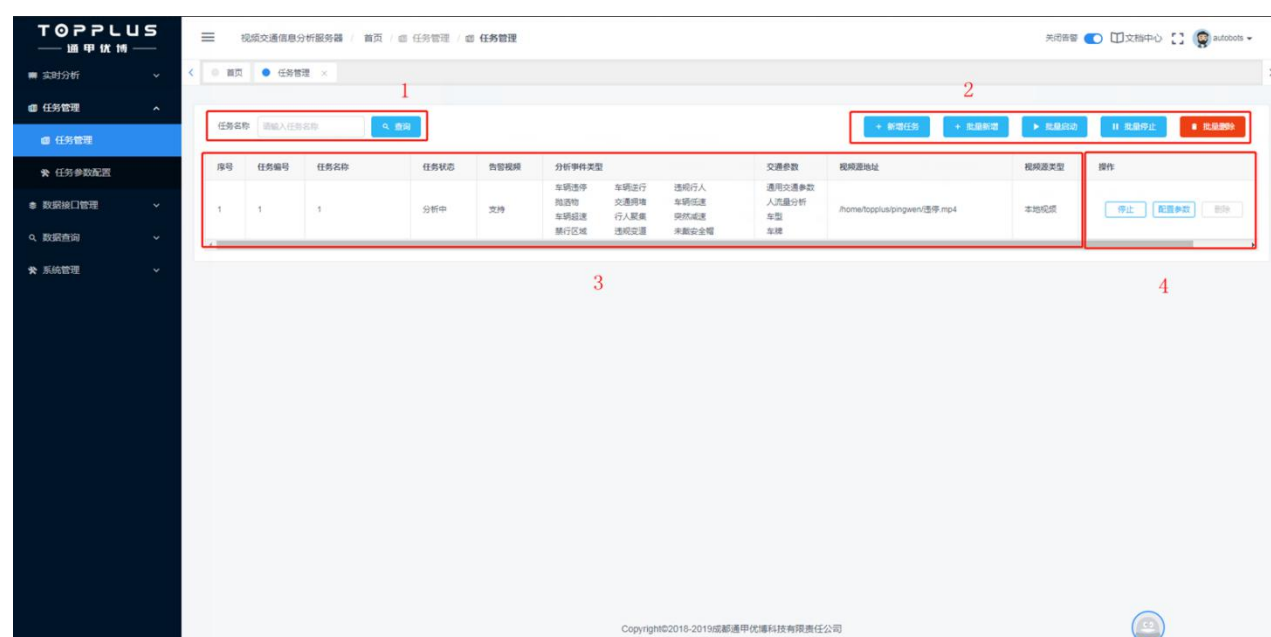 TOPPLUS
通甲优博
视频交通信息分析服务器 / 首页 / 任务管理 / 任务管理
关闭告警 文档中心 autobots
实时分析
任务管理
任务管理
任务参数配置
数据接口管理
数据查询
系统管理
首页 任务管理 ×
1
2
任务名称 请输入任务名称 查询
+ 新增任务 + 批量新增 批量启动 批量停止 批量删除
序号 任务编号 任务名称 任务状态 告警视频 分析事件类型 交通参数 视频源地址 视频源类型 操作
车辆违停 车辆逆行 违规行人 通用交通参数
抛洒物 交通拥堵 车辆低速 人流量分析
1 1 1 分析中 支持 /home/topplus/pingwen/违停.mp4 本地视频 停止 配置参数 删除
车辆超速 行人聚集 突然减速 车型
禁行区域 违规变道 未戴安全帽 车牌
3
4
Copyright©2018-2019成都通甲优博科技有限责任公司